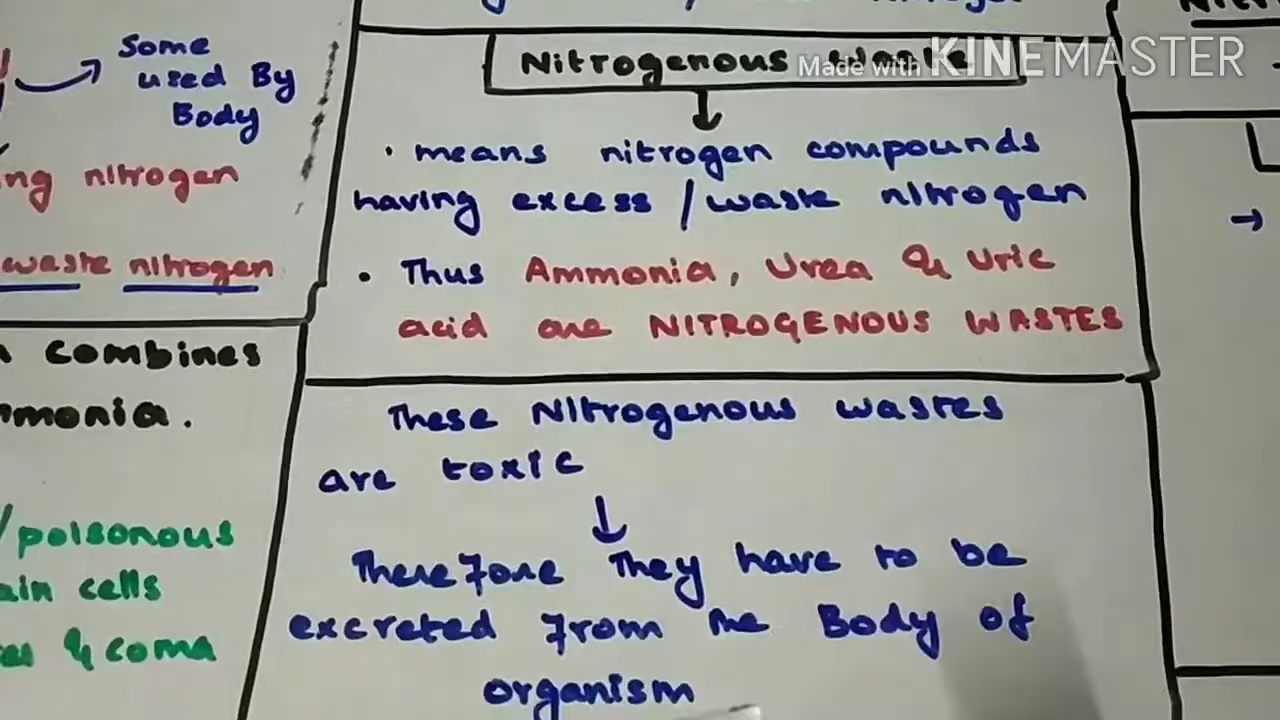 Some
used By
Body
ng nitrogen
waste nitrogen
combines
mmonia.
/poisonous
ain cells
& coma
Nitrogenous waste
Made with KINEMASTER
• means nitrogen compounds
having excess / waste nitrogen
• Thus Ammonia, Urea & Uric
acid are NITROGENOUS WASTES
These Nitrogenous wastes
are toxic
Therefore They have to be
excreted from the Body of
organism